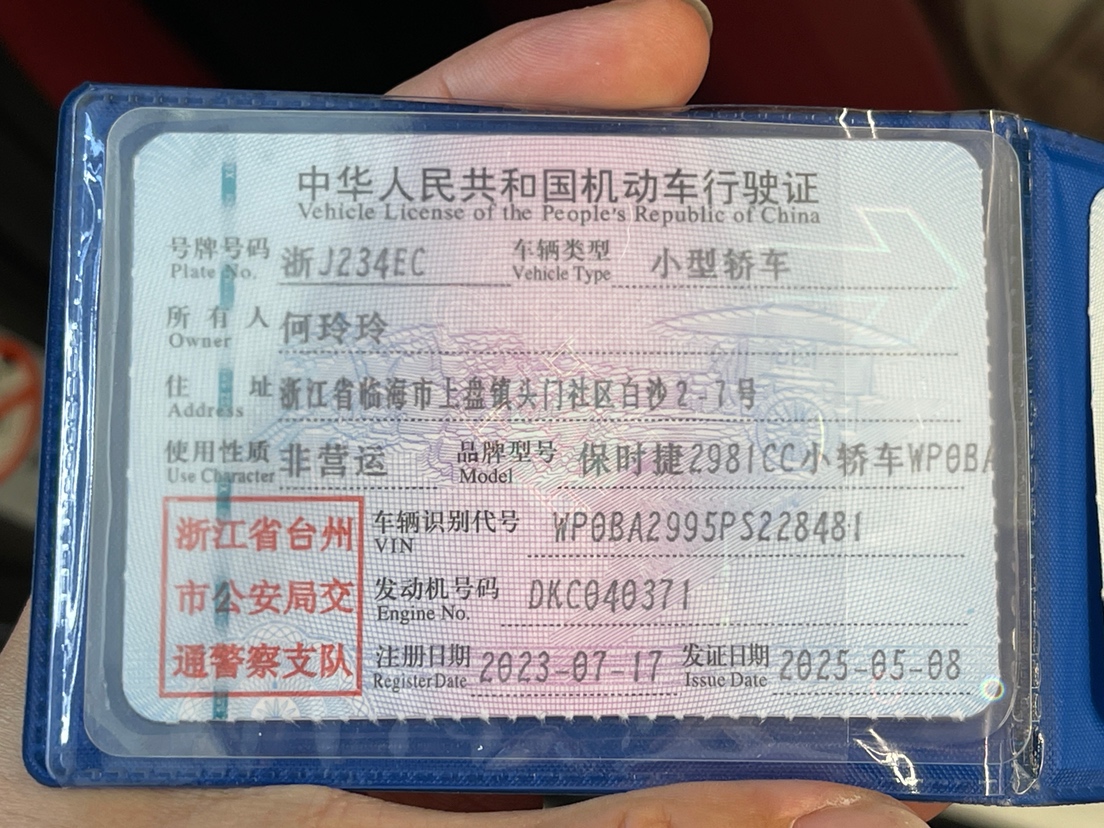 中华人民共和国机动车行驶证
Vehicle License of the People's Republic of China
号牌号码 Plate No. 浙J234EC 车辆类型 Vehicle Type 小型轿车
所有人 Owner 何玲玲
住址 Address 浙江省临海市上盘镇头门社区白沙2-7号
使用性质 Use Character 非营运 品牌型号 Model 保时捷2981CC小轿车WP0BA
浙江省台州
市公安局交
通警察支队
车辆识别代号 VIN WP0BA2995PS228481
发动机号码 Engine No. DKC040371
注册日期 Register Date 2023-07-17 发证日期 Issue Date 2025-05-08